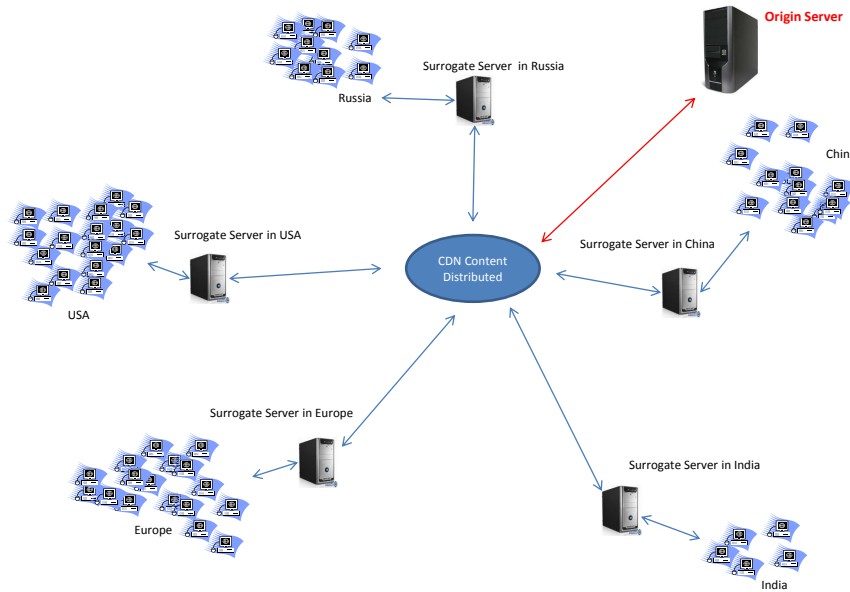 Origin Server
Surrogate Server in Russia
Russia
Chin
Surrogate Server in USA
Surrogate Server in China
CDN Content
Distributed
USA
Surrogate Server in Europe
Surrogate Server in India
Europe
India